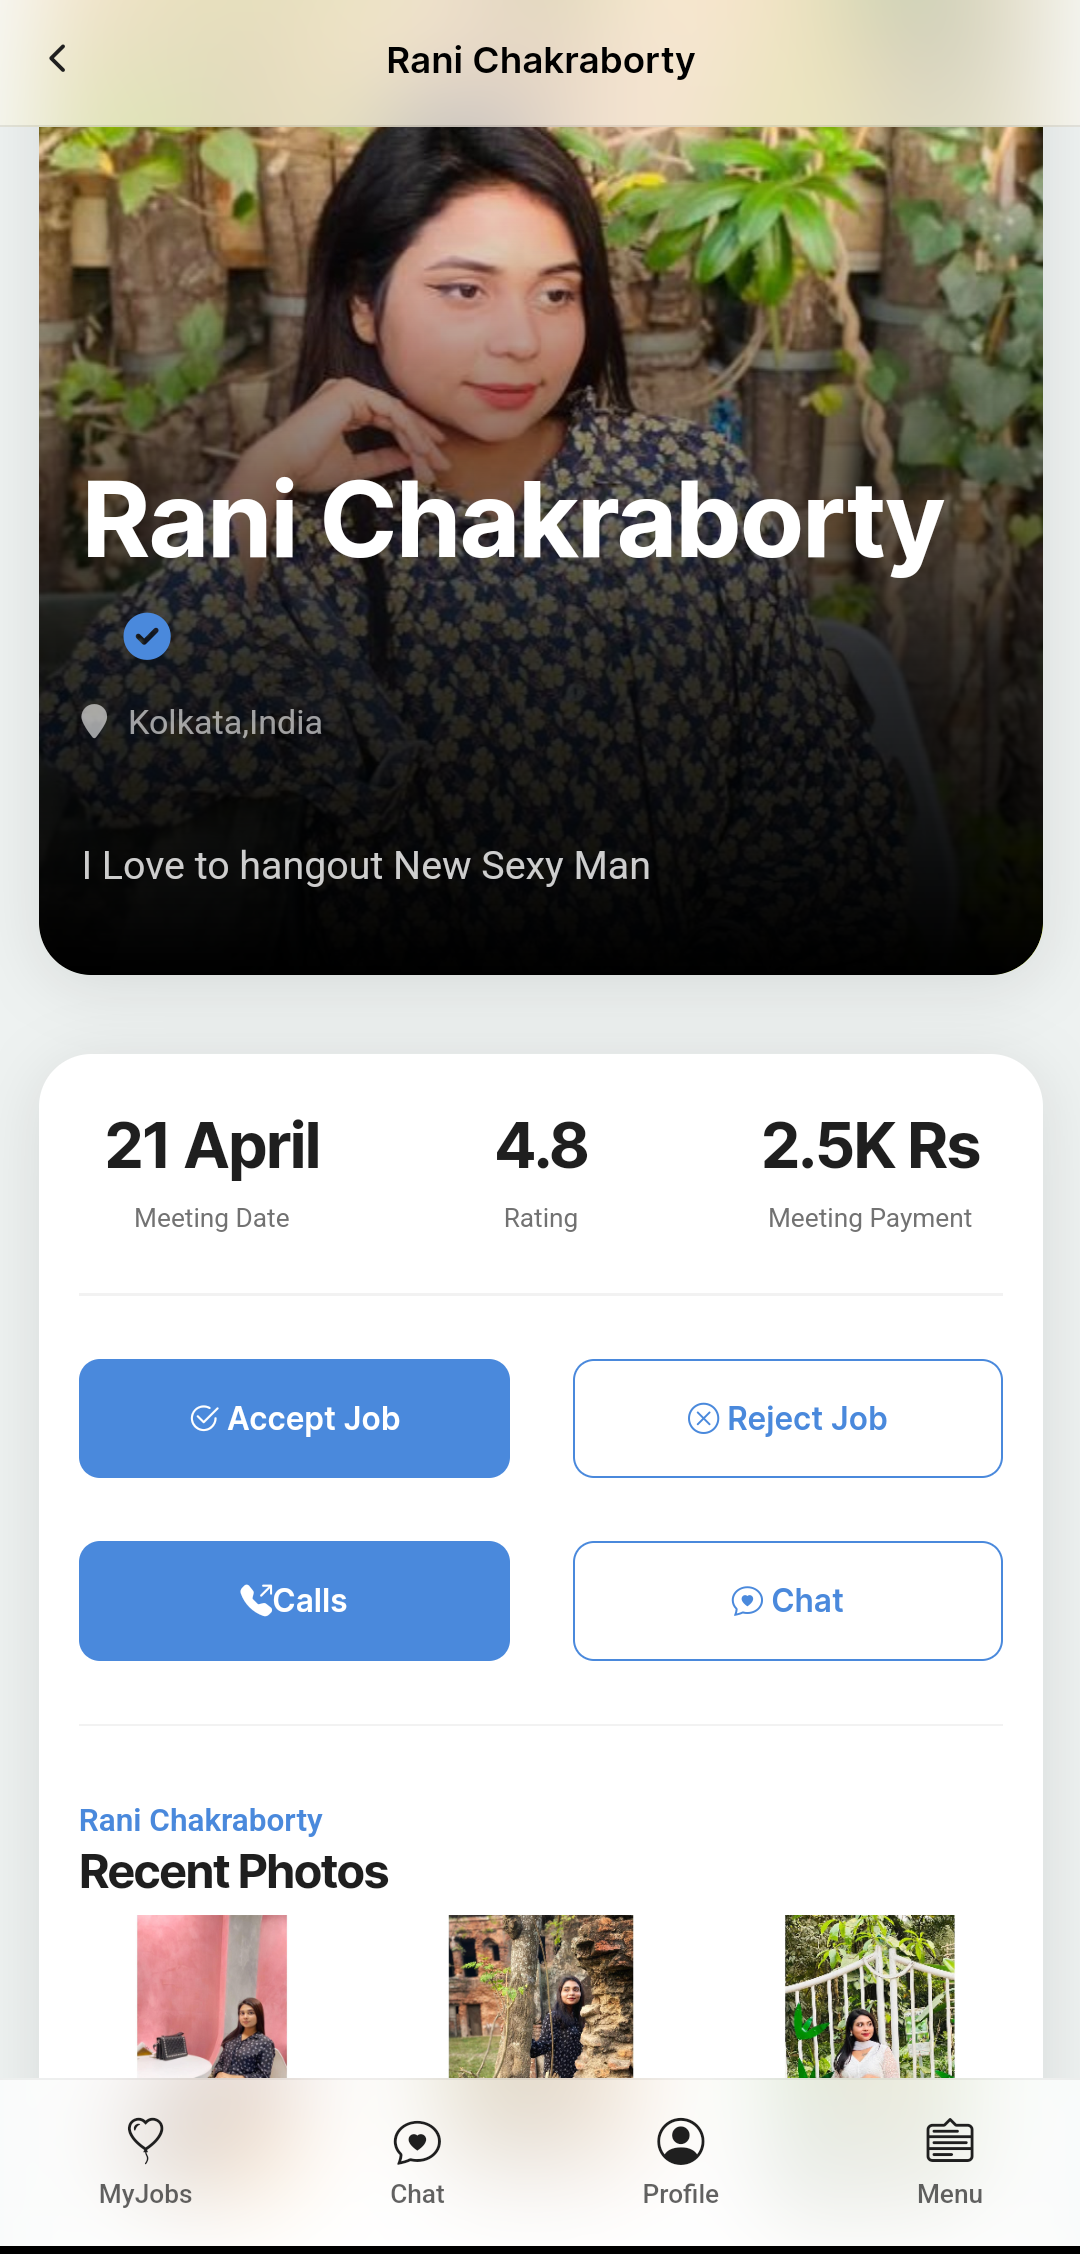 Rani Chakraborty
Rani Chakraborty
Kolkata,India
I Love to hangout New Sexy Man
21 April 4.8 2.5K Rs
Meeting Date Rating Meeting Payment
Accept Job Reject Job
Calls Chat
Rani Chakraborty
Recent Photos
MyJobs Chat Profile Menu